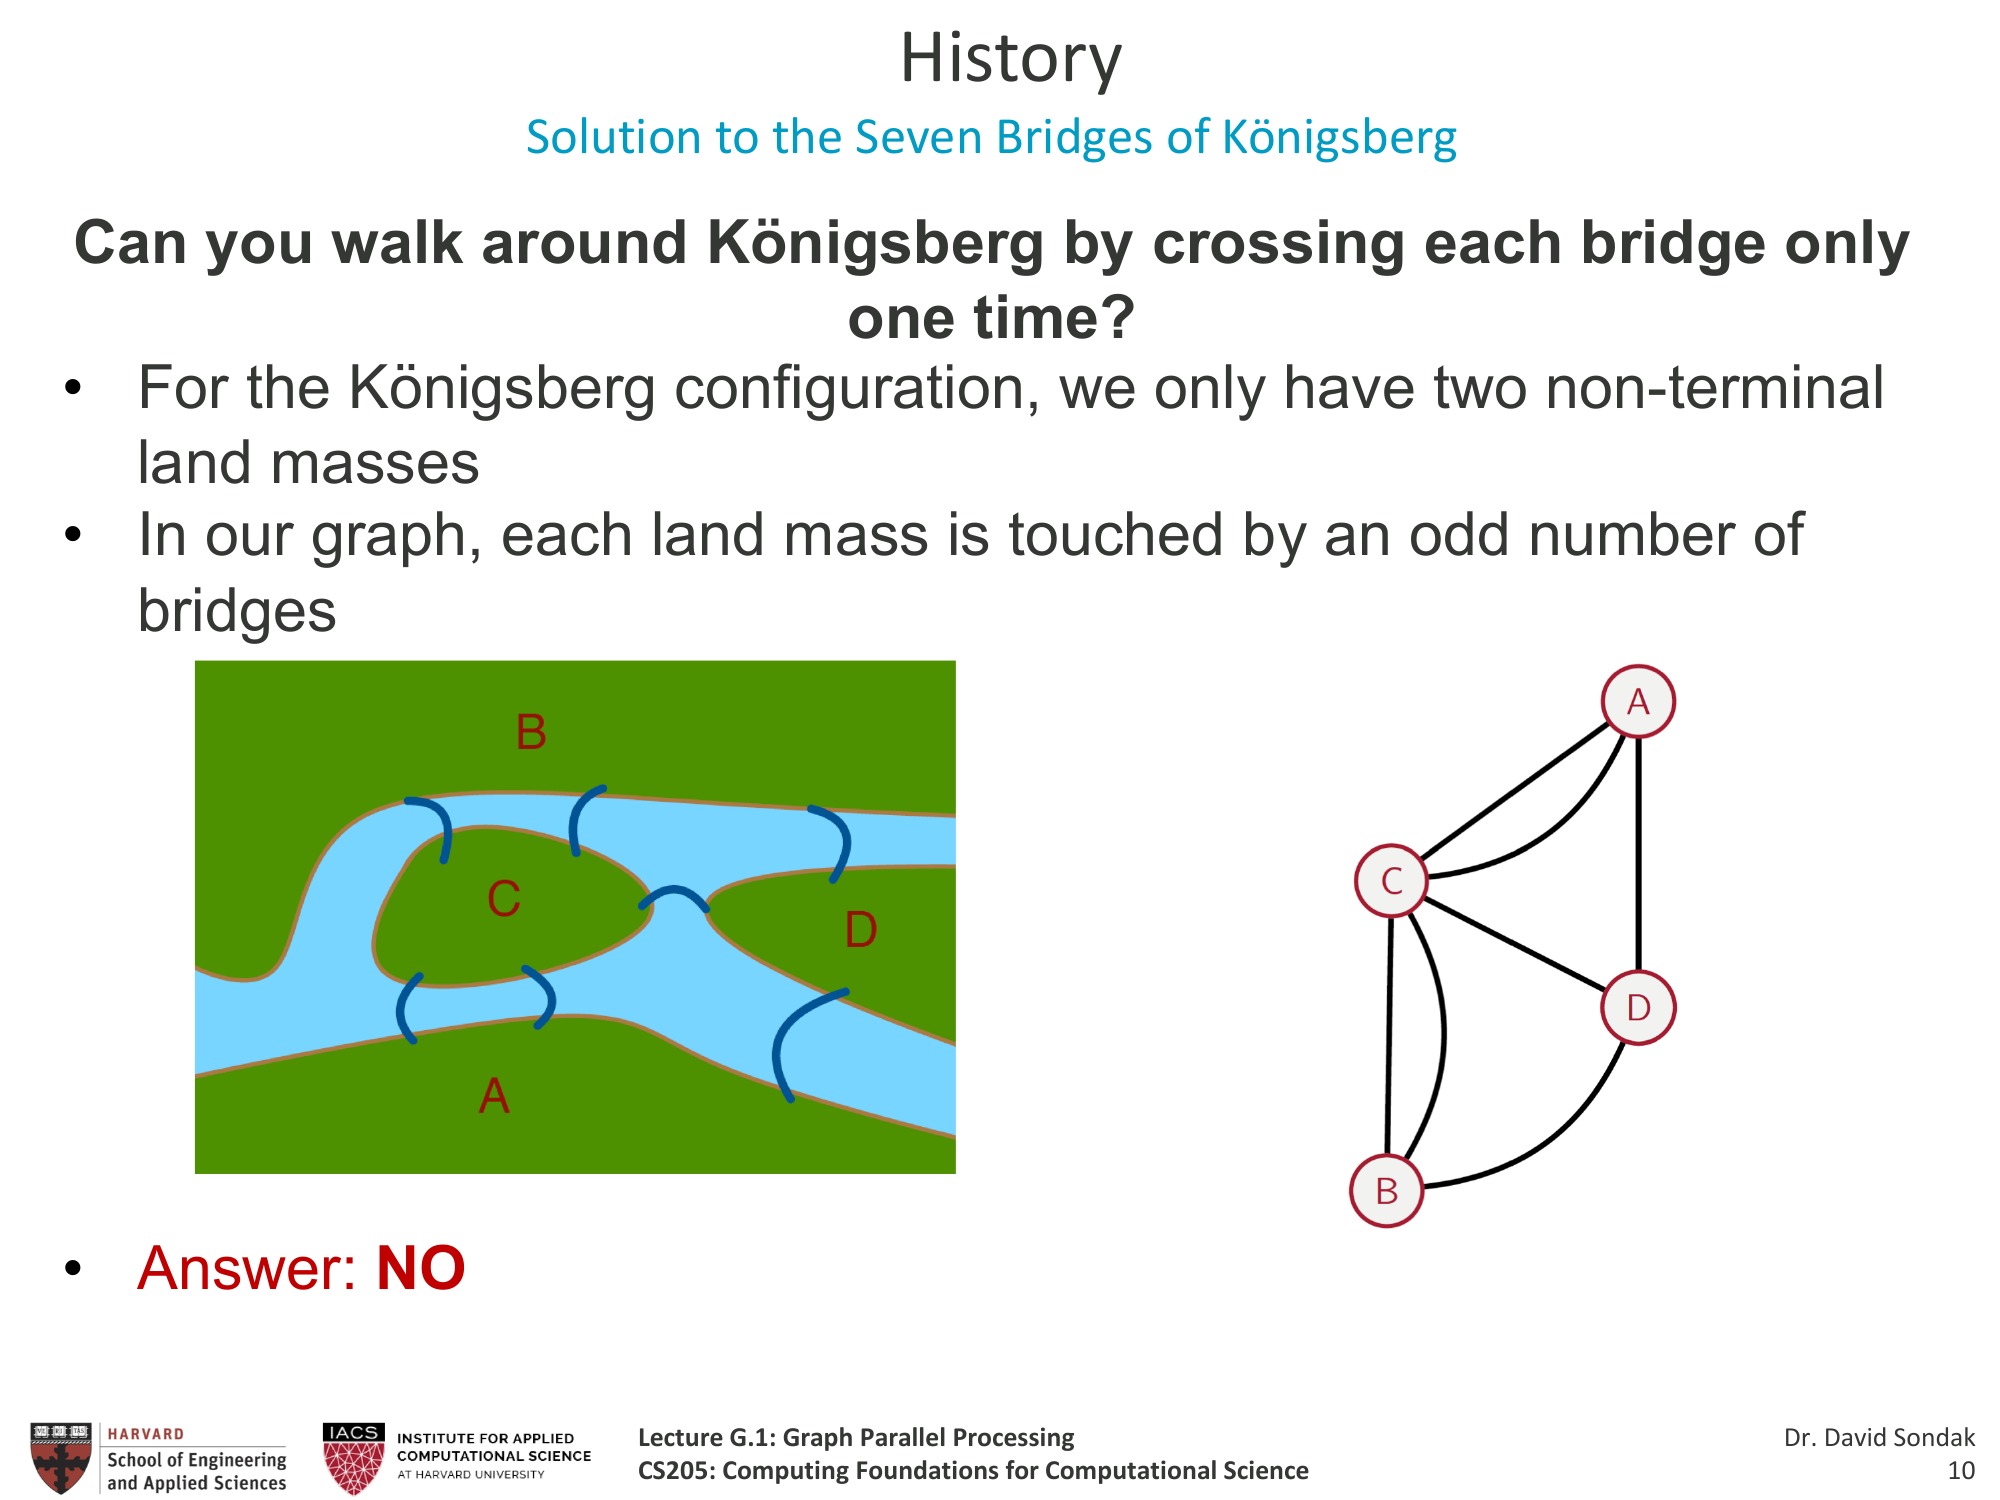 History
Solution to the Seven Bridges of Königsberg
Can you walk around Königsberg by crossing each bridge only
one time?
• For the Königsberg configuration, we only have two non-terminal
land masses
• In our graph, each land mass is touched by an odd number of
bridges
B
C
D
A
A
C
D
B
• Answer: NO
HARVARD
School of Engineering
and Applied Sciences
IACS
INSTITUTE FOR APPLIED
COMPUTATIONAL SCIENCE
AT HARVARD UNIVERSITY
Lecture G.1: Graph Parallel Processing
CS205: Computing Foundations for Computational Science
Dr. David Sondak
10